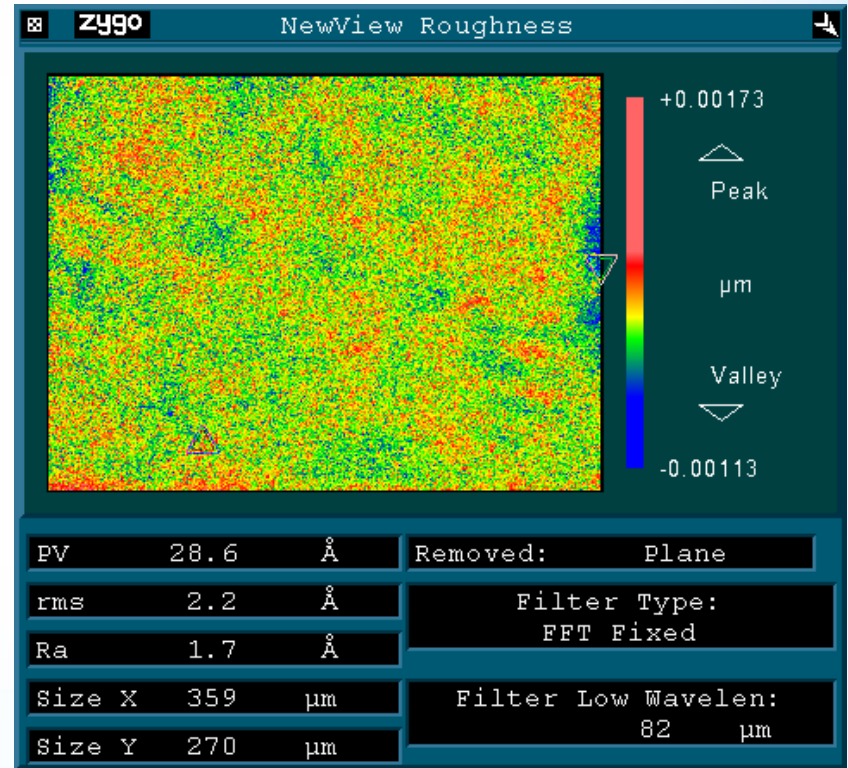 zygo NewView Roughness
+0.00173
Peak
µm
Valley
-0.00113
PV 28.6 Å
rms 2.2 Å
Ra 1.7 Å
Size X 359 µm
Size Y 270 µm
Removed: Plane
Filter Type:
FFT Fixed
Filter Low Wavelen:
82 µm